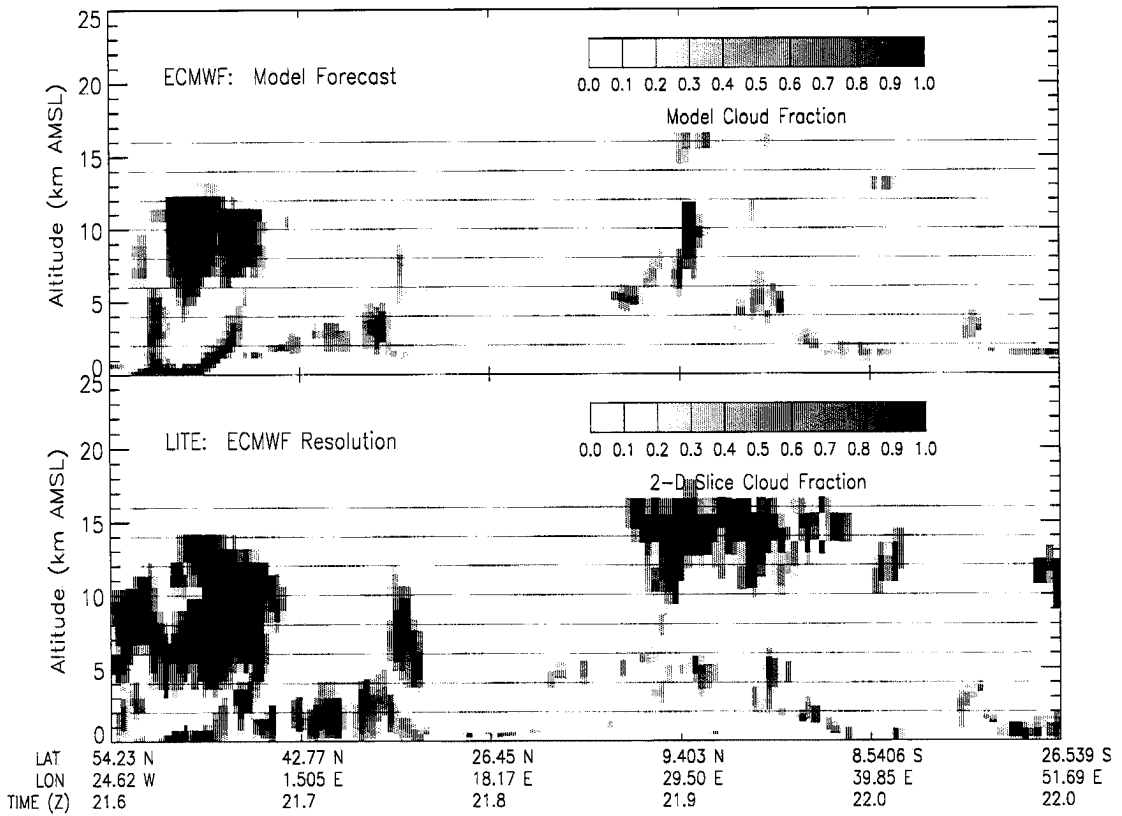 25
20
15
10
5
0
Altitude (km AMSL)
ECMWF: Model Forecast
0.0 0.1 0.2 0.3 0.4 0.5 0.6 0.7 0.8 0.9 1.0
Model Cloud Fraction
25
20
15
10
5
0
Altitude (km AMSL)
LITE: ECMWF Resolution
0.0 0.1 0.2 0.3 0.4 0.5 0.6 0.7 0.8 0.9 1.0
2-D Slice Cloud Fraction
LAT 54.23 N 42.77 N 26.45 N 9.403 N 8.5406 S 26.539 S
LON 24.62 W 1.505 E 18.17 E 29.50 E 39.85 E 51.69 E
TIME (Z) 21.6 21.7 21.8 21.9 22.0 22.0